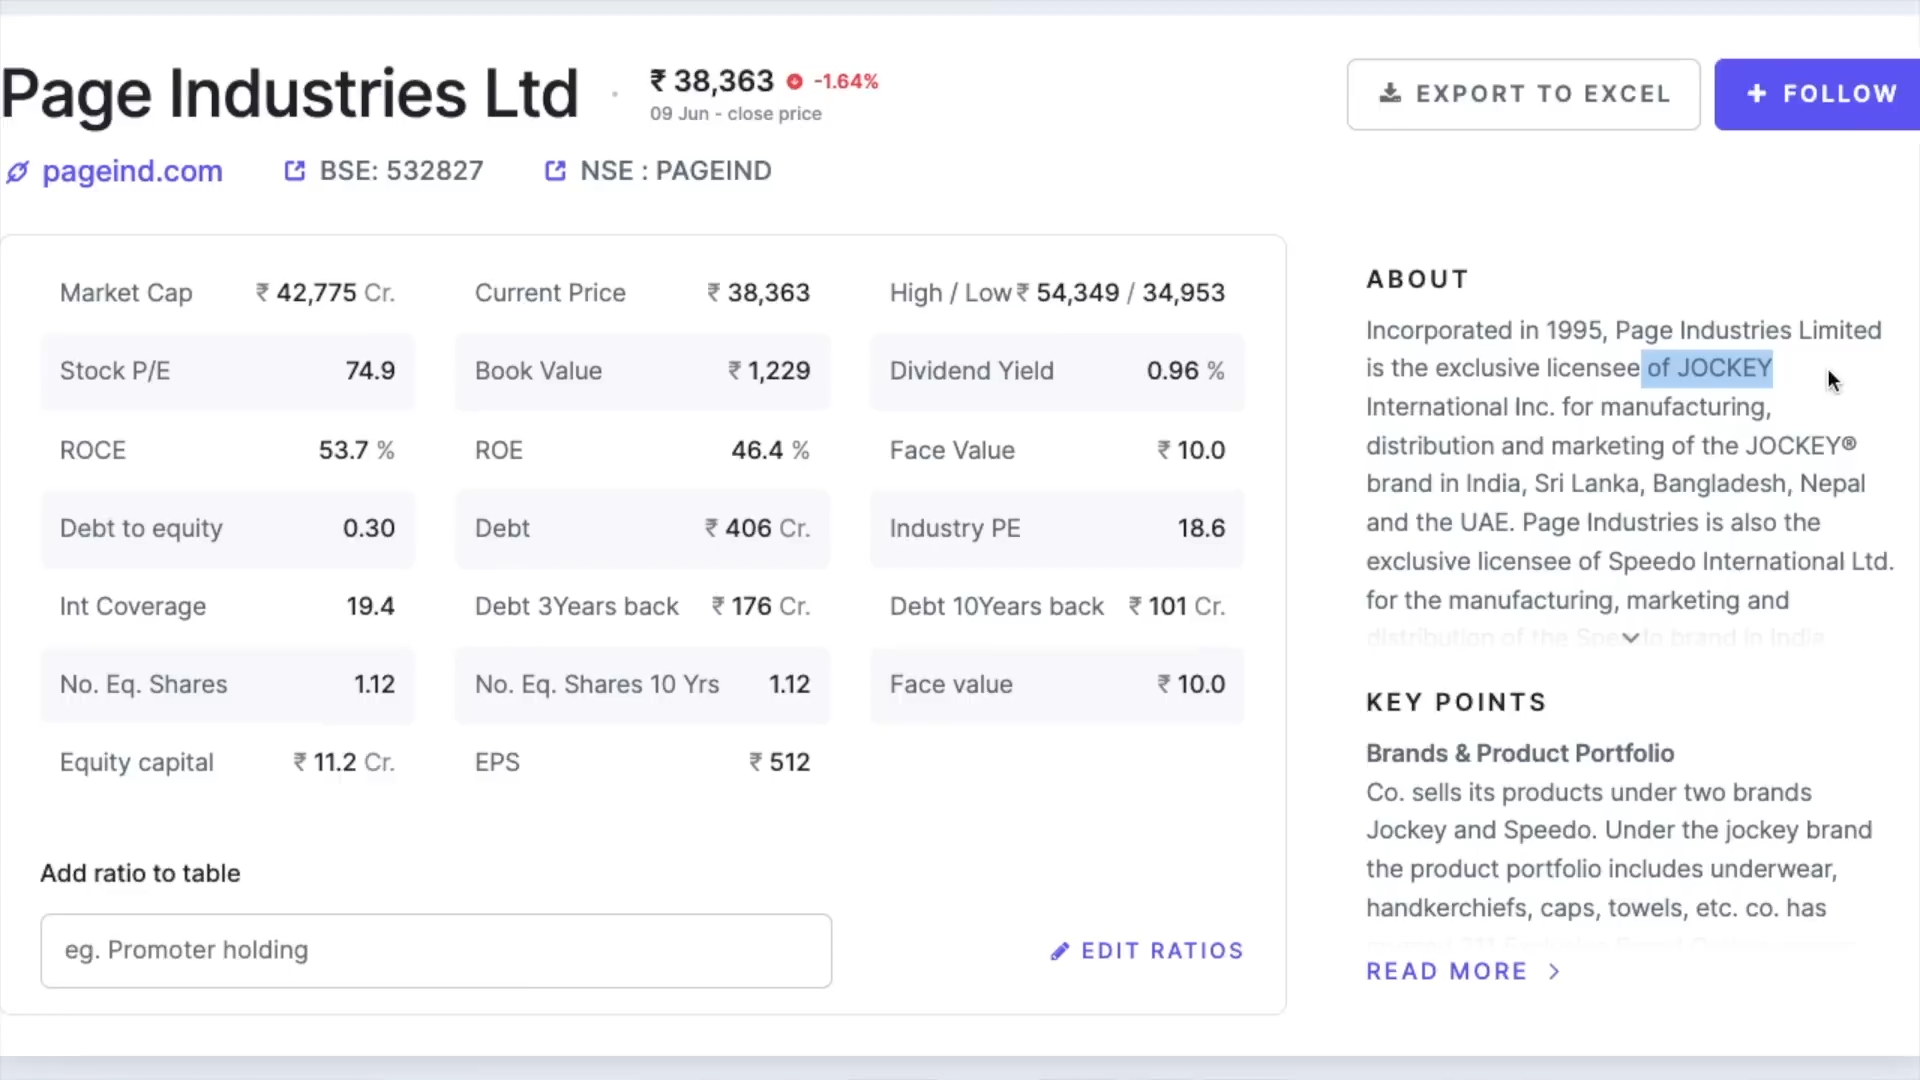 Page Industries Ltd
₹ 38,363 -1.64%
09 Jun - close price
EXPORT TO EXCEL
+ FOLLOW
pageind.com
BSE: 532827
NSE : PAGEIND
Market Cap ₹ 42,775 Cr.
Current Price ₹ 38,363
High / Low ₹ 54,349 / 34,953
Stock P/E 74.9
Book Value ₹ 1,229
Dividend Yield 0.96 %
ROCE 53.7 %
ROE 46.4 %
Face Value ₹ 10.0
Debt to equity 0.30
Debt ₹ 406 Cr.
Industry PE 18.6
Int Coverage 19.4
Debt 3Years back ₹ 176 Cr.
Debt 10Years back ₹ 101 Cr.
No. Eq. Shares 1.12
No. Eq. Shares 10 Yrs 1.12
Face value ₹ 10.0
Equity capital ₹ 11.2 Cr.
EPS ₹ 512
Add ratio to table
eg. Promoter holding
EDIT RATIOS
ABOUT
Incorporated in 1995, Page Industries Limited
is the exclusive licensee of JOCKEY
International Inc. for manufacturing,
distribution and marketing of the JOCKEY®
brand in India, Sri Lanka, Bangladesh, Nepal
and the UAE. Page Industries is also the
exclusive licensee of Speedo International Ltd.
for the manufacturing, marketing and
distribution of the Speedo brand in India
KEY POINTS
Brands & Product Portfolio
Co. sells its products under two brands
Jockey and Speedo. Under the jockey brand
the product portfolio includes underwear,
handkerchiefs, caps, towels, etc. co. has
READ MORE